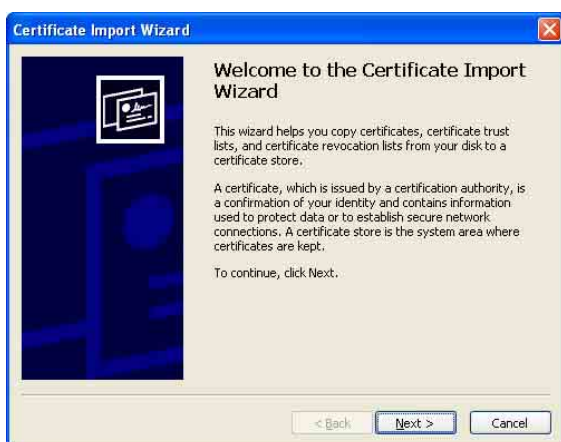 Certificate Import Wizard
Welcome to the Certificate Import
Wizard
This wizard helps you copy certificates, certificate trust
lists, and certificate revocation lists from your disk to a
certificate store.
A certificate, which is issued by a certification authority, is
a confirmation of your identity and contains information
used to protect data or to establish secure network
connections. A certificate store is the system area where
certificates are kept.
To continue, click Next.
< Back Next > Cancel